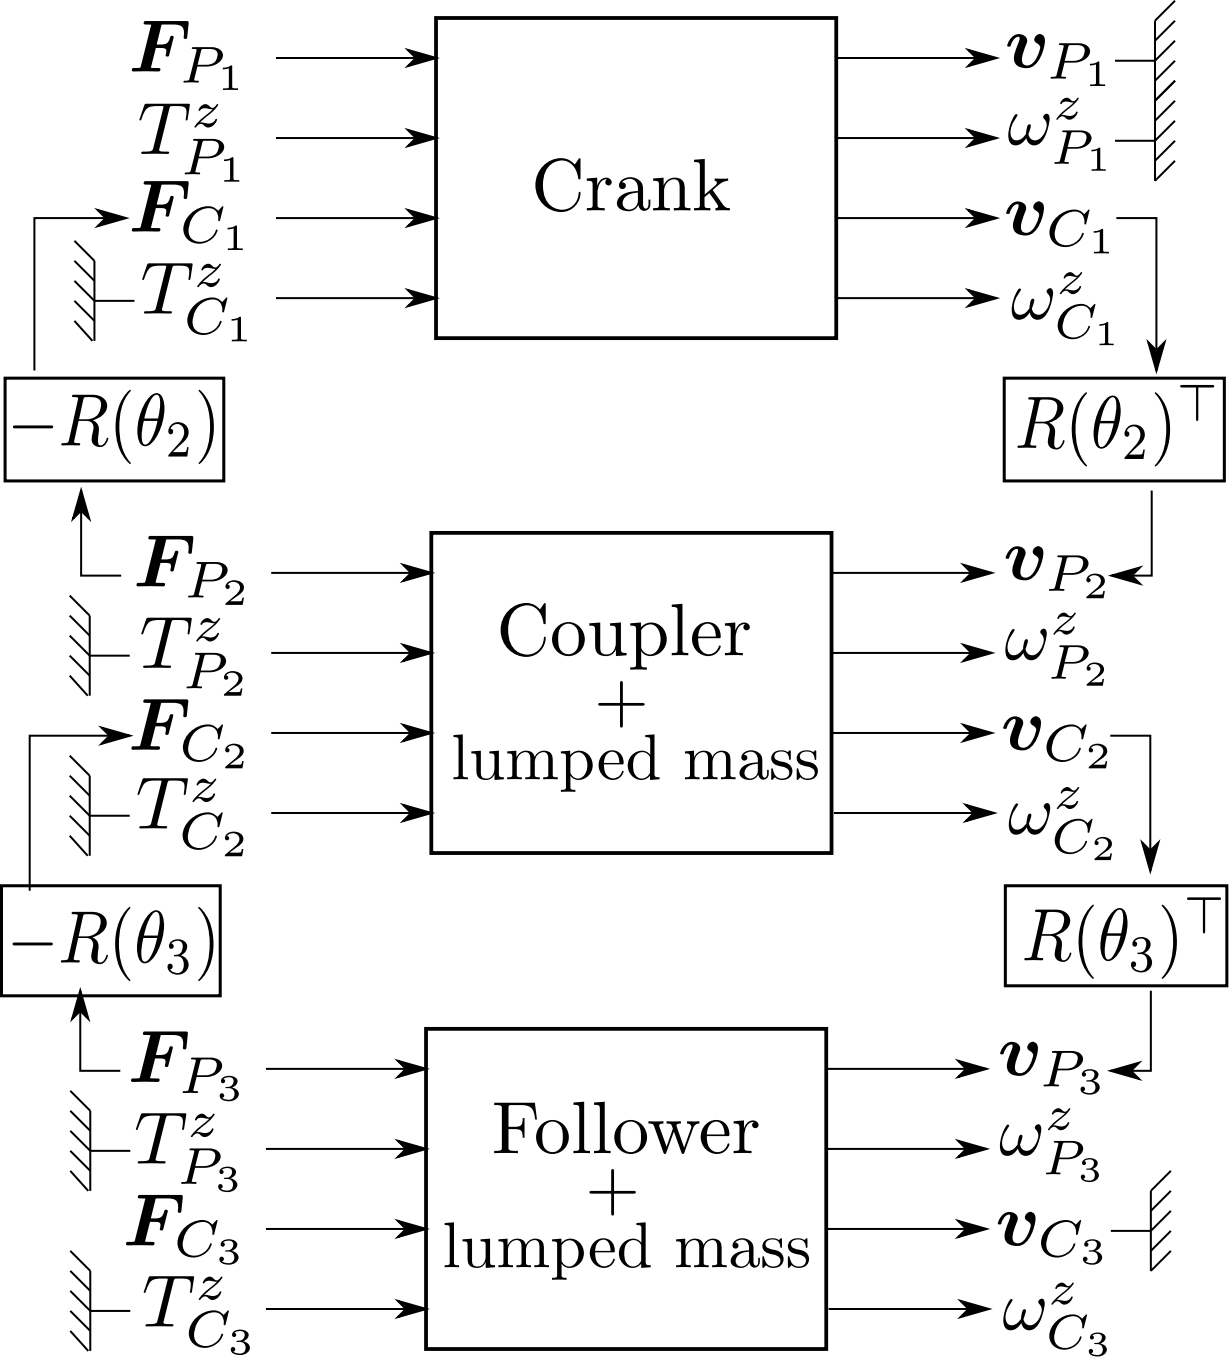 F_{P_1} v_{P_1}
T^z_{P_1} ω^z_{P_1}
Crank
F_{C_1} v_{C_1}
T^z_{C_1} ω^z_{C_1}
−R(θ_2) R(θ_2)^⊤
F_{P_2} v_{P_2}
T^z_{P_2} Coupler ω^z_{P_2}
+
F_{C_2} v_{C_2}
lumped mass
T^z_{C_2} ω^z_{C_2}
−R(θ_3) R(θ_3)^⊤
F_{P_3} v_{P_3}
T^z_{P_3} Follower ω^z_{P_3}
+
F_{C_3} lumped mass v_{C_3}
T^z_{C_3} ω^z_{C_3}